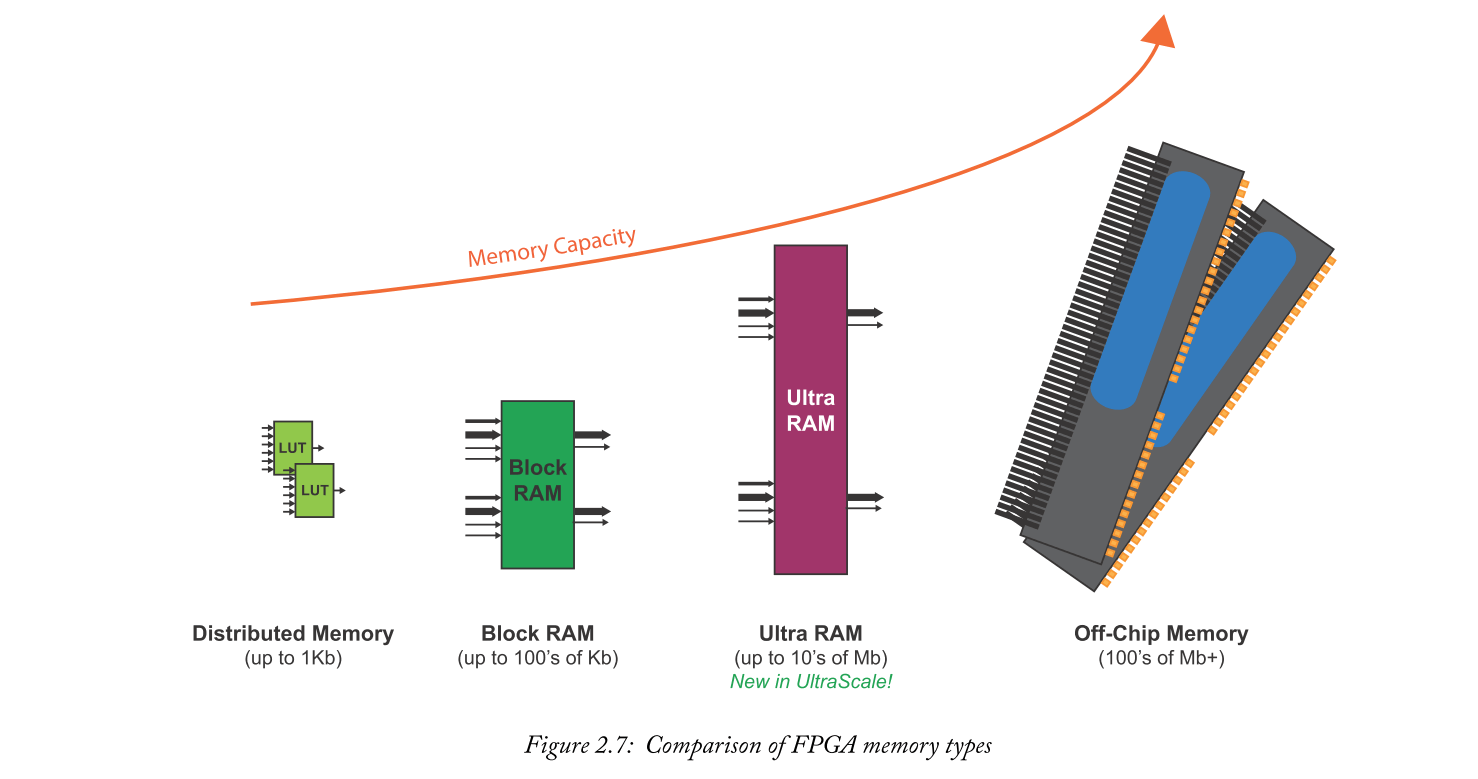 Memory Capacity
LUT
LUT
Block
RAM
Ultra
RAM
Distributed Memory
(up to 1Kb)
Block RAM
(up to 100’s of Kb)
Ultra RAM
(up to 10’s of Mb)
New in UltraScale!
Off-Chip Memory
(100’s of Mb+)
Figure 2.7: Comparison of FPGA memory types